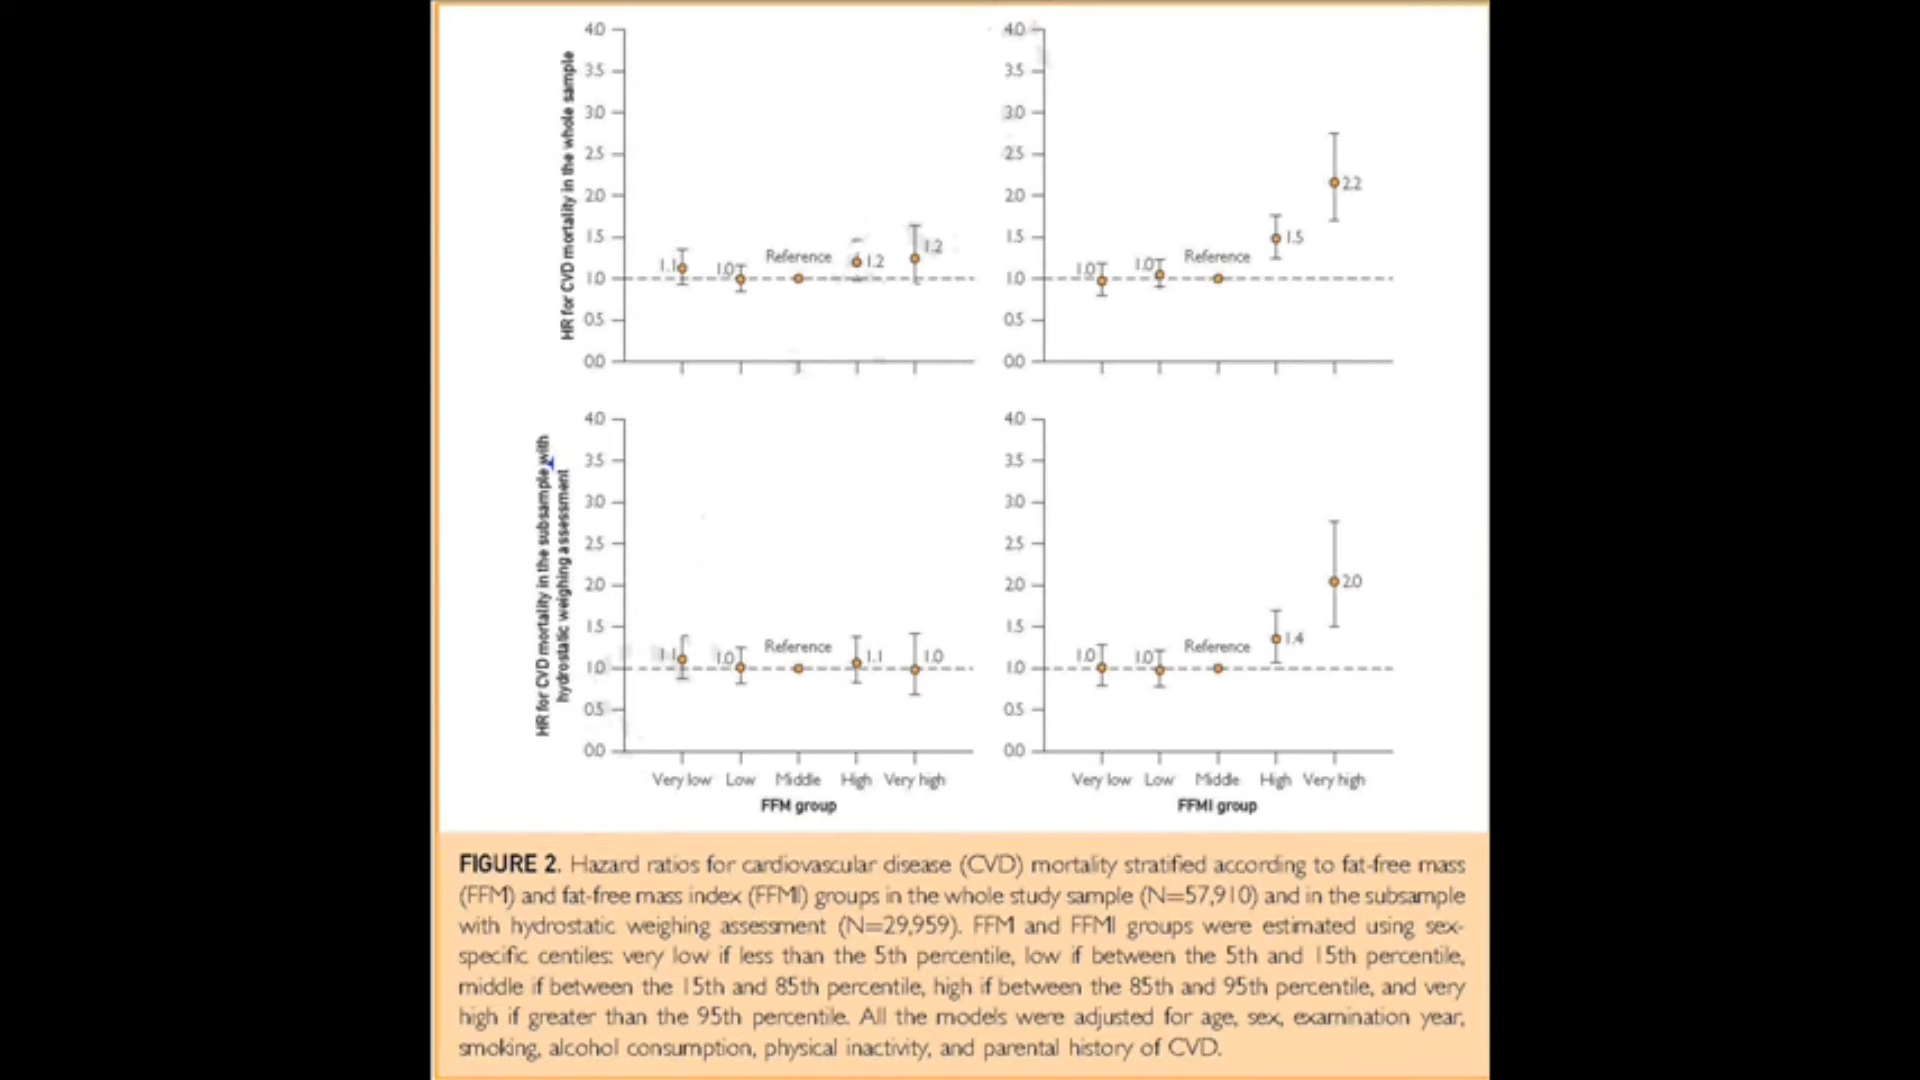 HR for CVD mortality in the whole sample
4.0
3.5
3.0
2.5
2.0
1.5
1.0
0.5
0.0
1.1
1.0
Reference
1.2
1.2
4.0
3.5
3.0
2.5
2.0
1.5
1.0
0.5
0.0
1.0
1.0
Reference
1.5
2.2
HR for CVD mortality in the subsample with
hydrostatic weighing assessment
4.0
3.5
3.0
2.5
2.0
1.5
1.0
0.5
0.0
1.1
1.0
Reference
1.1
1.0
Very low Low Middle High Very high
FFM group
4.0
3.5
3.0
2.5
2.0
1.5
1.0
0.5
0.0
1.0
1.0
Reference
1.4
2.0
Very low Low Middle High Very high
FFMI group
FIGURE 2. Hazard ratios for cardiovascular disease (CVD) mortality stratified according to fat-free mass
(FFM) and fat-free mass index (FFMI) groups in the whole study sample (N=57,910) and in the subsample
with hydrostatic weighing assessment (N=29,959). FFM and FFMI groups were estimated using sex-
specific centiles: very low if less than the 5th percentile, low if between the 5th and 15th percentile,
middle if between the 15th and 85th percentile, high if between the 85th and 95th percentile, and very
high if greater than the 95th percentile. All the models were adjusted for age, sex, examination year,
smoking, alcohol consumption, physical inactivity, and parental history of CVD.